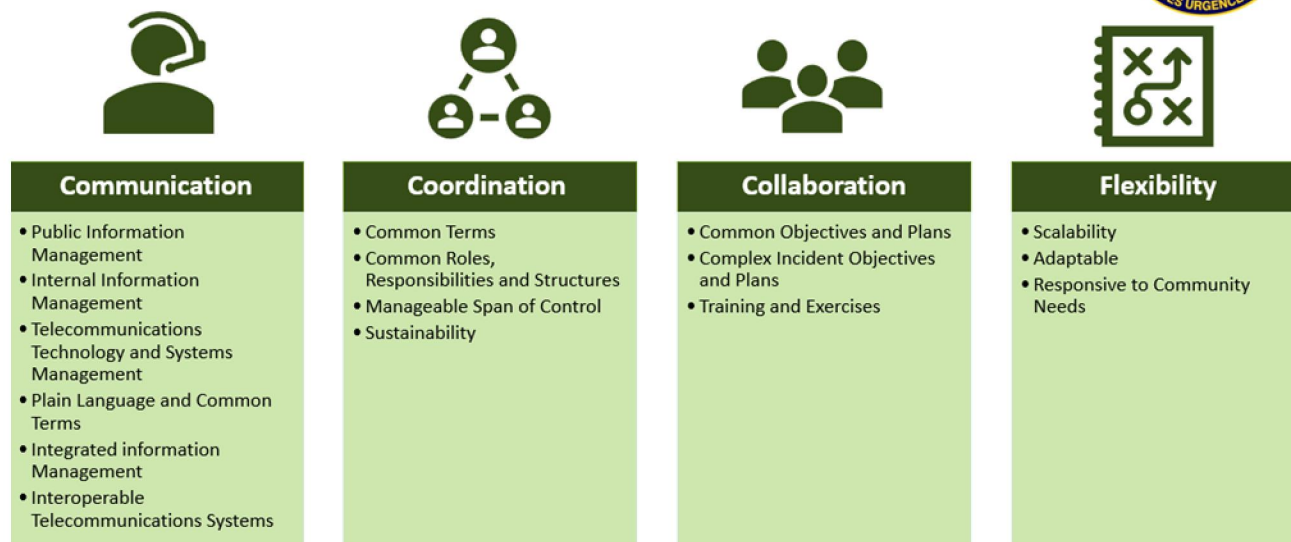 ES URGENCE
Communication
• Public Information
Management
• Internal Information
Management
• Telecommunications
Technology and Systems
Management
• Plain Language and Common
Terms
• Integrated information
Management
• Interoperable
Telecommunications Systems
Coordination
• Common Terms
• Common Roles,
Responsibilities and Structures
• Manageable Span of Control
• Sustainability
Collaboration
• Common Objectives and Plans
• Complex Incident Objectives
and Plans
• Training and Exercises
Flexibility
• Scalability
• Adaptable
• Responsive to Community
Needs